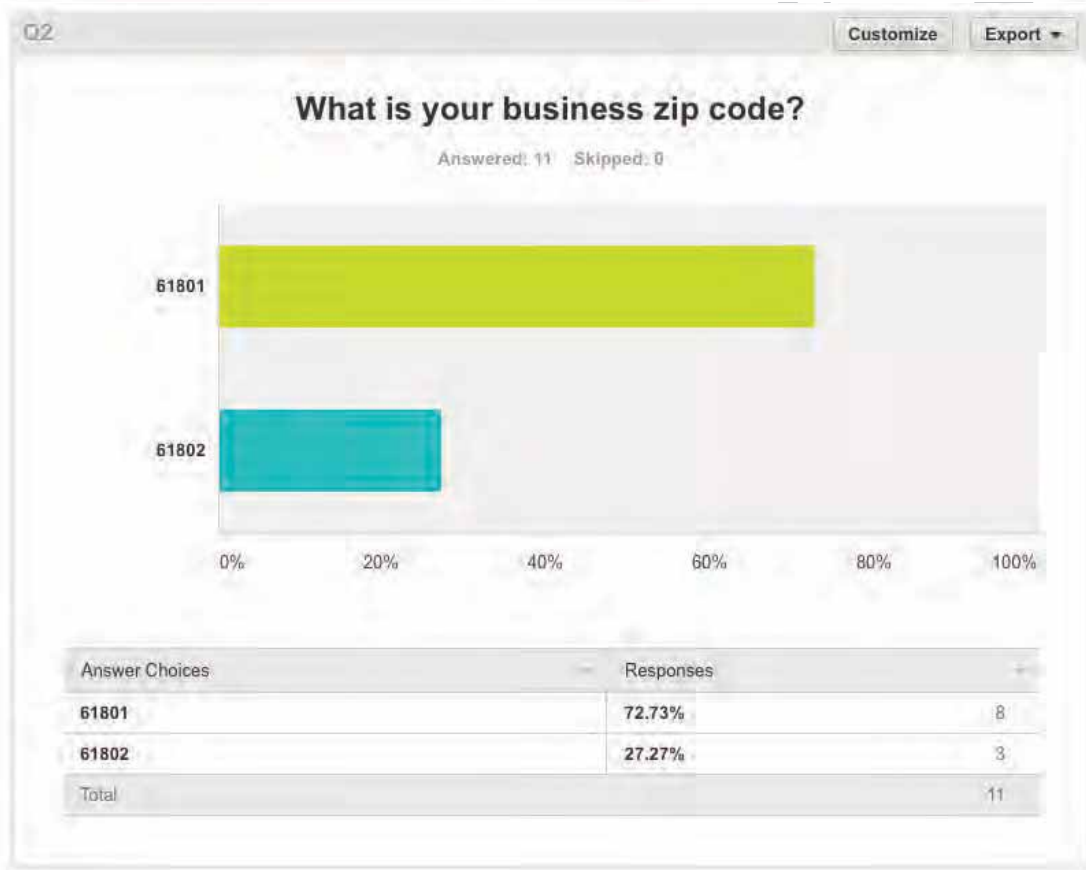 Q2 Customize Export
What is your business zip code?
Answered: 11 Skipped: 0
61801
61802
0% 20% 40% 60% 80% 100%
Answer Choices Responses
61801 72.73% 8
61802 27.27% 3
Total 11